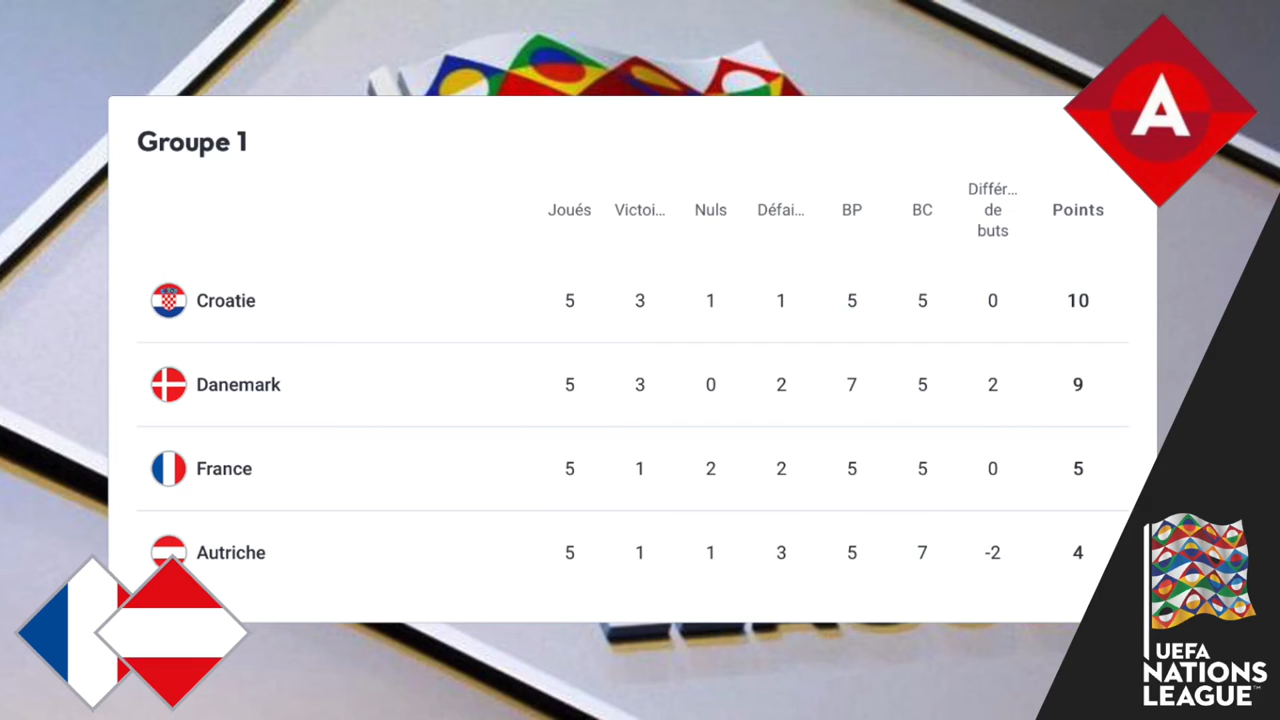 A
Groupe 1
Différ...
Joués Victoi... Nuls Défai... BP BC de Points
buts
Croatie 5 3 1 1 5 5 0 10
Danemark 5 3 0 2 7 5 2 9
France 5 1 2 2 5 5 0 5
Autriche 5 1 1 3 5 7 -2 4
UEFA
NATIONS
LEAGUE™